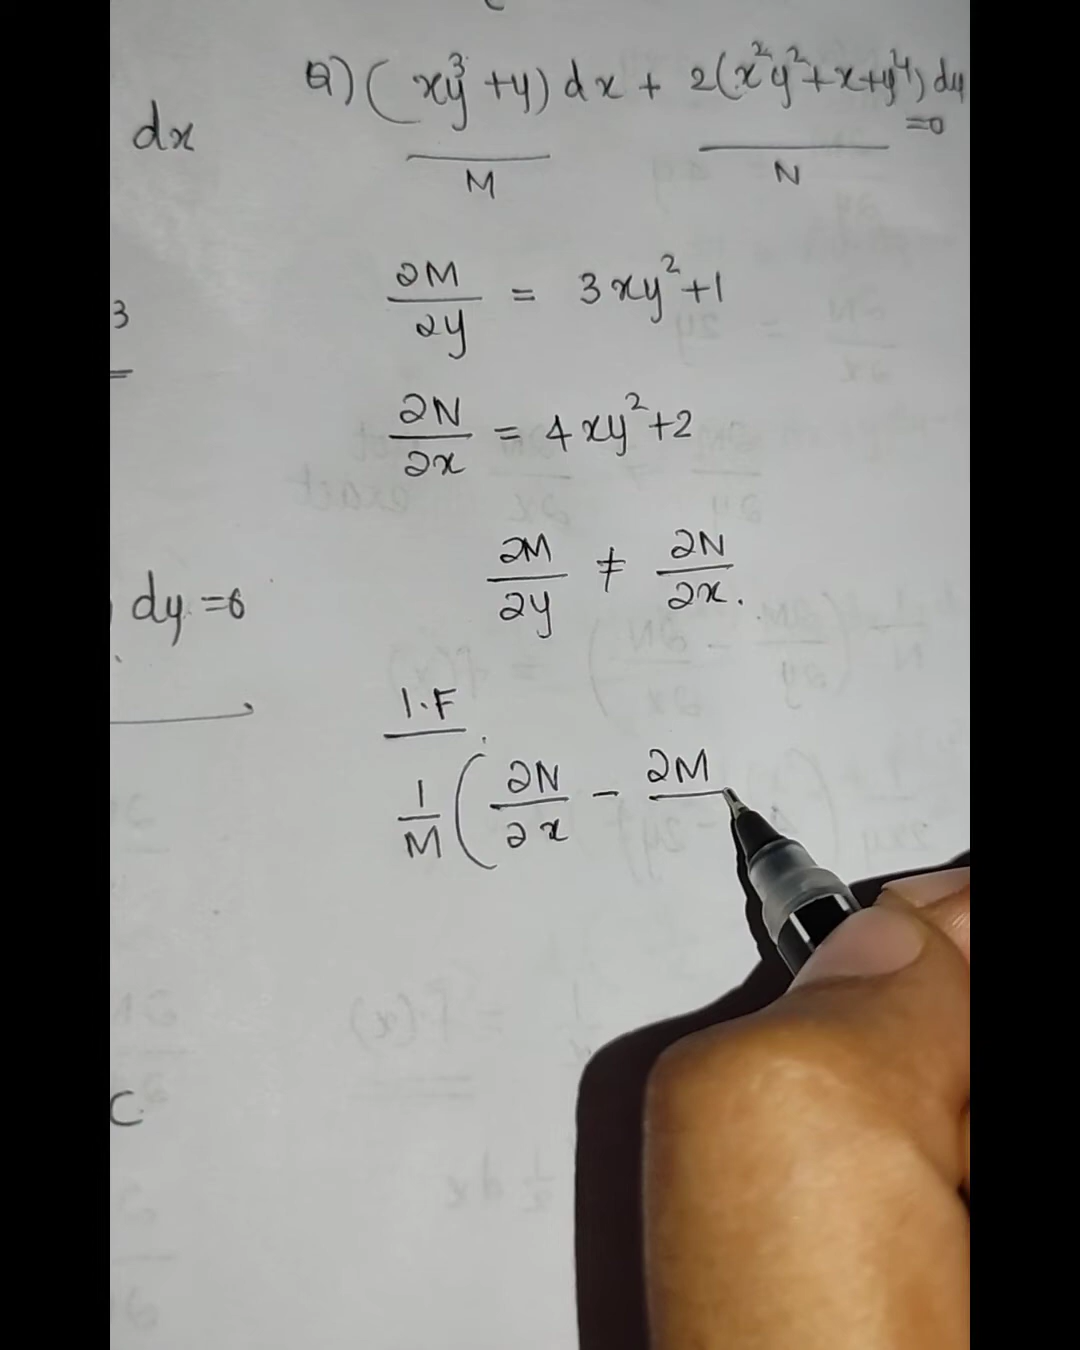 Q) (xy³ + y) dx + 2(x²y² + x + y⁴) dy = 0
M
N
dx
∂M/∂y = 3xy² + 1
3
∂N/∂x = 4xy² + 2
∂M/∂y ≠ ∂N/∂x.
dy = 0
I.F
1/M (∂N/∂x - ∂M
C